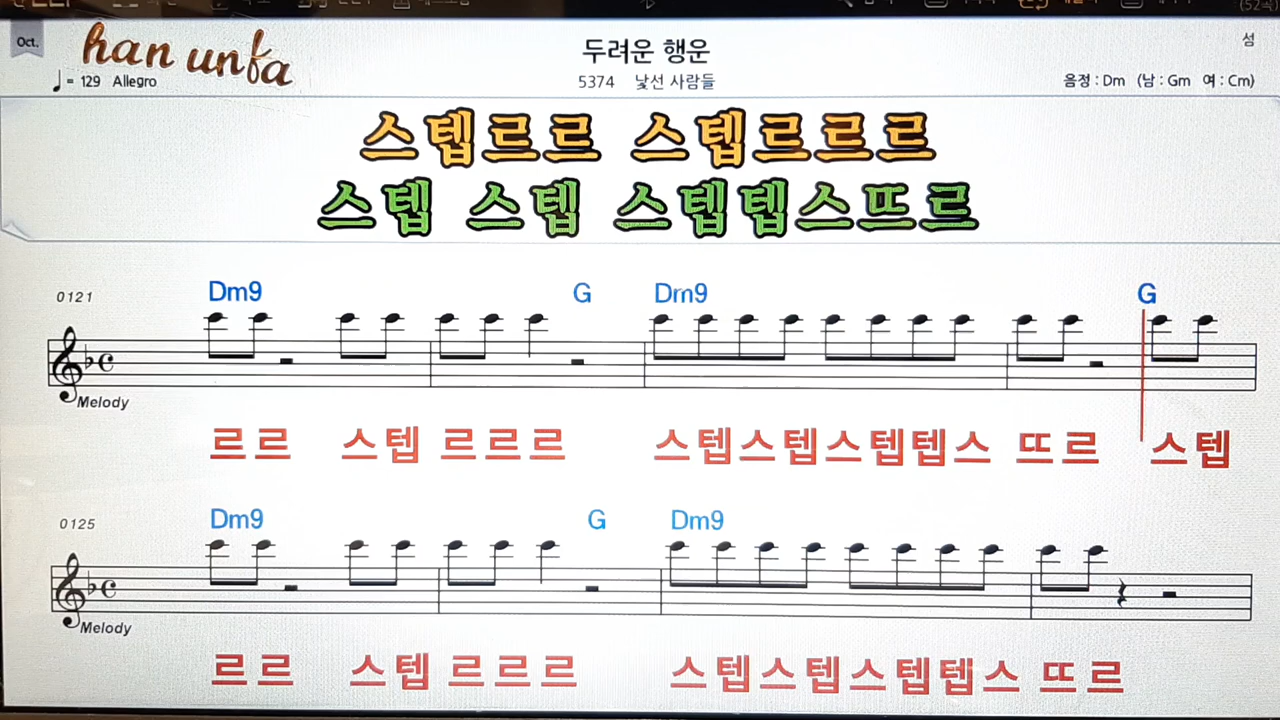 (52곡)
Oct.
han unfa
두려운 행운
섬
♩= 129 Allegro
5374 낯선 사람들
음정 : Dm (남 : Gm 여 : Cm)
스텝르르 스텝르르르
스텝 스텝 스텝텝스뜨르
0121 Dm9 G Dm9 G
Melody
르르 스텝 르르르 스텝스텝스텝텝스 뜨르 스텝
0125 Dm9 G Dm9
Melody
르르 스텝 르르르 스텝스텝스텝텝스 뜨르